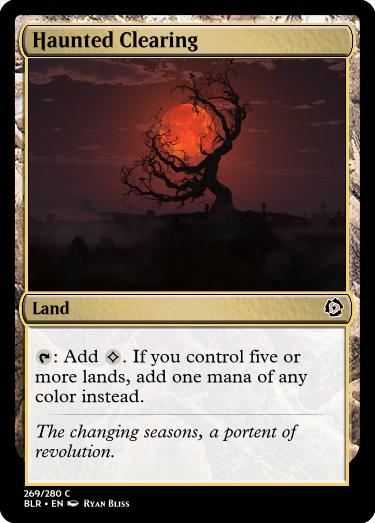 Haunted Clearing
Land
: Add . If you control five or
more lands, add one mana of any
color instead.
The changing seasons, a portent of
revolution.
269/280 C
BLR • EN Ryan Bliss